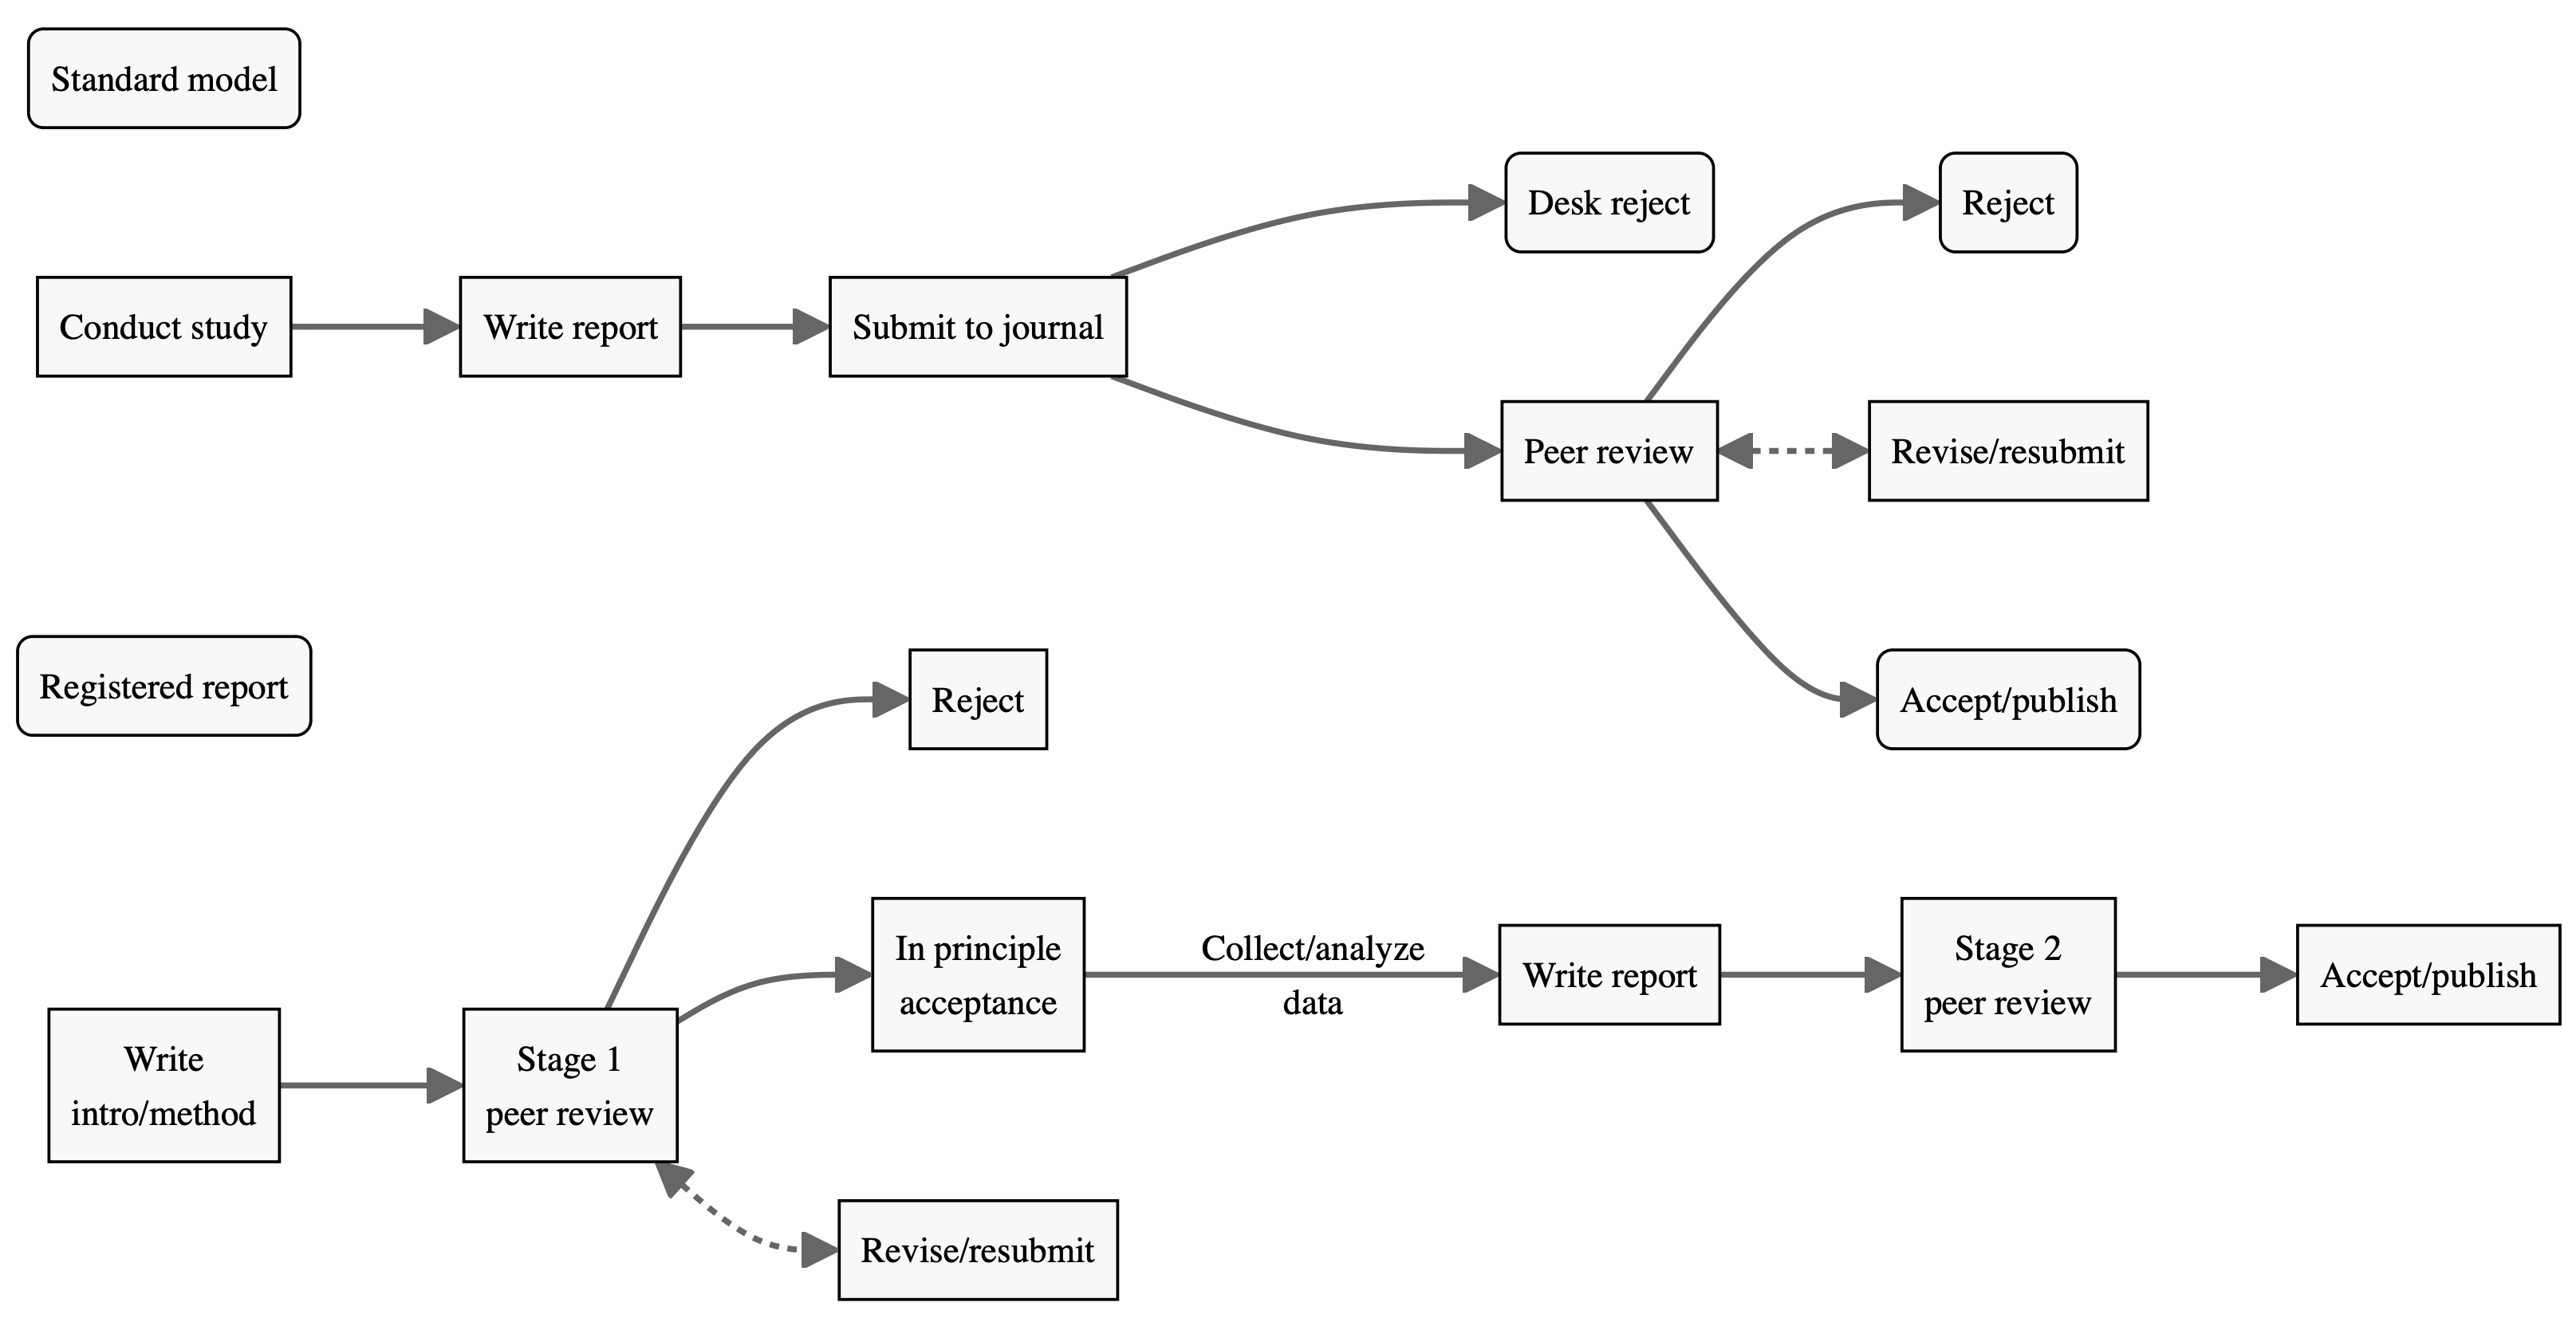 Standard model
Desk reject
Reject
Conduct study
Write report
Submit to journal
Peer review
Revise/resubmit
Accept/publish
Registered report
Reject
In principle
acceptance
Collect/analyze
data
Write report
Stage 2
peer review
Accept/publish
Write
intro/method
Stage 1
peer review
Revise/resubmit